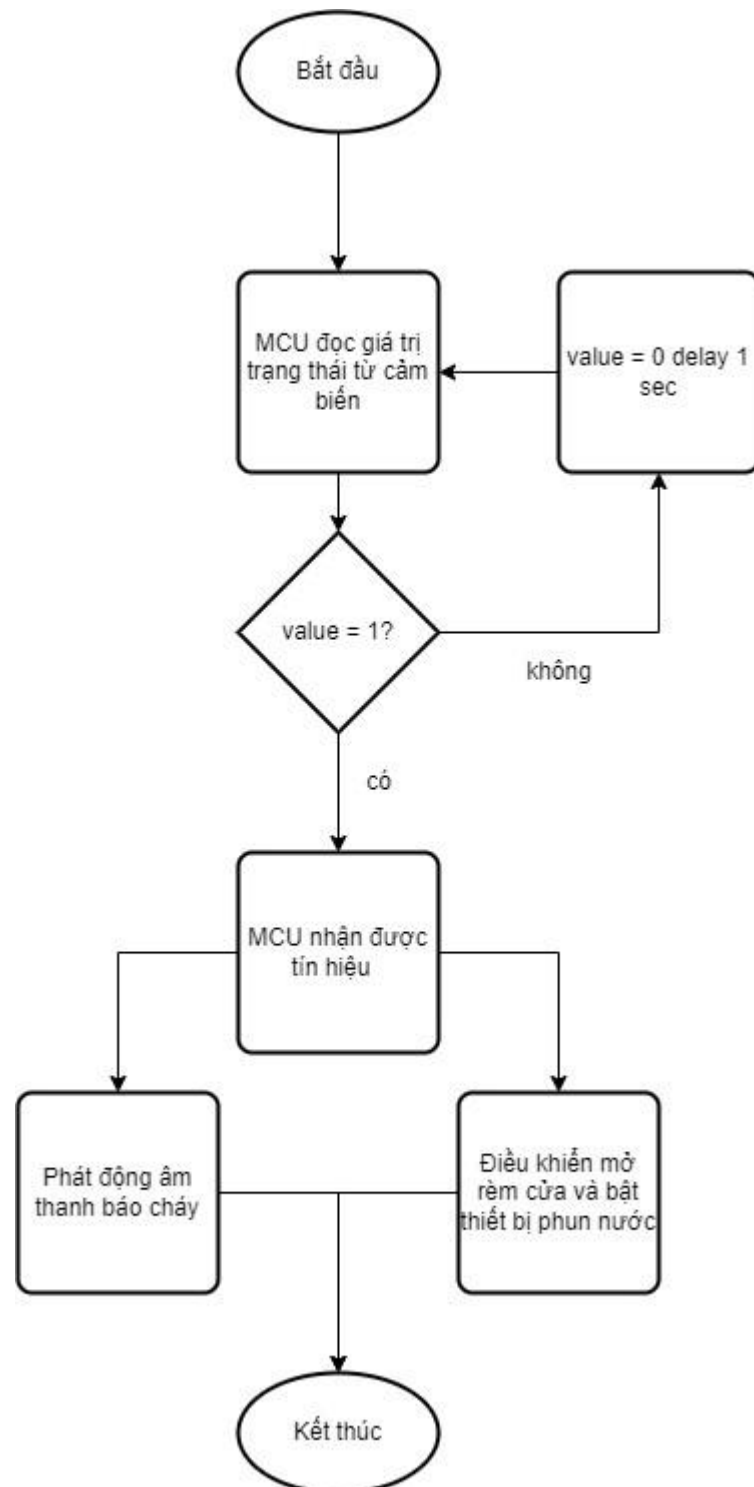 Bắt đầu
MCU đọc giá trị
trạng thái từ cảm
biến
value = 0 delay 1
sec
value = 1?
không
có
MCU nhận được
tín hiệu
Phát động âm
thanh báo cháy
Điều khiển mở
rèm cửa và bật
thiết bị phun nước
Kết thúc